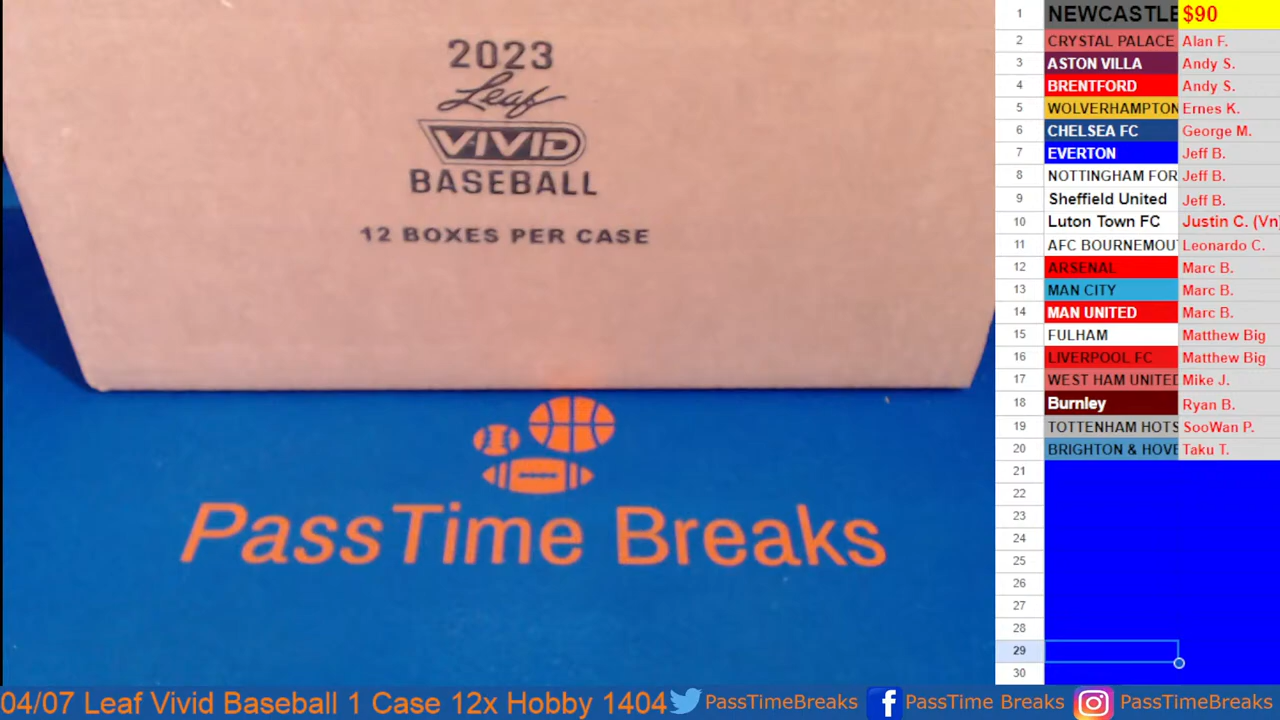 2023
Leaf
VIVID
BASEBALL
12 BOXES PER CASE
PassTime Breaks
1 NEWCASTLE $90
2 CRYSTAL PALACE Alan F.
3 ASTON VILLA Andy S.
4 BRENTFORD Andy S.
5 WOLVERHAMPTON Ernes K.
6 CHELSEA FC George M.
7 EVERTON Jeff B.
8 NOTTINGHAM FOR Jeff B.
9 Sheffield United Jeff B.
10 Luton Town FC Justin C. (Vn)
11 AFC BOURNEMOU Leonardo C.
12 ARSENAL Marc B.
13 MAN CITY Marc B.
14 MAN UNITED Marc B.
15 FULHAM Matthew Big
16 LIVERPOOL FC Matthew Big
17 WEST HAM UNITED Mike J.
18 Burnley Ryan B.
19 TOTTENHAM HOTS SooWan P.
20 BRIGHTON & HOVE Taku T.
21
22
23
24
25
26
27
28
29
30
04/07 Leaf Vivid Baseball 1 Case 12x Hobby 1404 PassTimeBreaks PassTime Breaks PassTimeBreaks